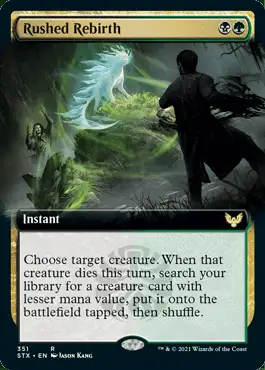 Rushed Rebirth
Instant
Choose target creature. When that
creature dies this turn, search your
library for a creature card with
lesser mana value, put it onto the
battlefield tapped, then shuffle.
351 R
STX • EN Jason Kang
™ & © 2021 Wizards of the Coast